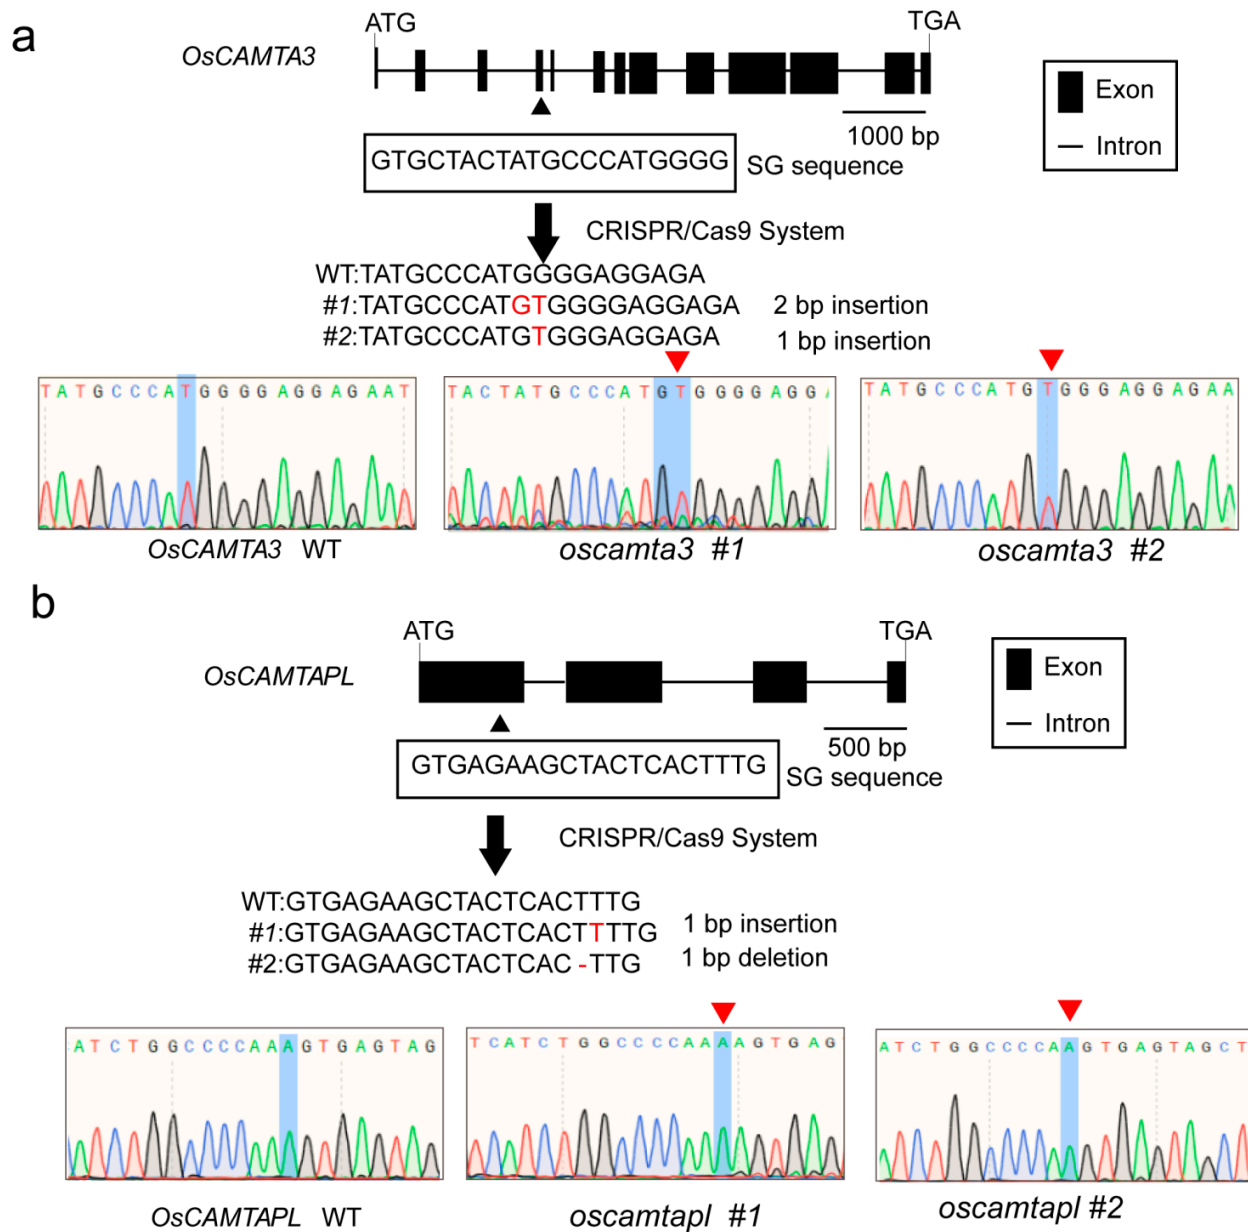 a
ATG
TGA
OsCAMTA3
Exon
Intron
1000 bp
GTGCTACTATGCCCATGGGG
SG sequence
CRISPR/Cas9 System
WT:TATGCCCATGGGGAGGAGA
#1:TATGCCCATGTGGGGAGGAGA 2 bp insertion
#2:TATGCCCATGTGGGAGGAGA 1 bp insertion
TATGCCCATGGGGAGGAGAAT
TACTATGCCCATGTGGGGAGGA
TATGCCCATGTGGGAGGAGAA
OsCAMTA3 WT
oscamta3 #1
oscamta3 #2
b
ATG
TGA
OsCAMTAPL
Exon
Intron
500 bp
GTGAGAAGCTACTCACTTTG
SG sequence
CRISPR/Cas9 System
WT:GTGAGAAGCTACTCACTTTG
#1:GTGAGAAGCTACTCACTTTTG 1 bp insertion
#2:GTGAGAAGCTACTCAC-TTG 1 bp deletion
ATCTGGCCCCAAAGTGAGTAG
TCATCTGGCCCCAAAAGTGAG
ATCTGGCCCCAAGTGAGTAGCT
OsCAMTAPL WT
oscamtapl #1
oscamtapl #2